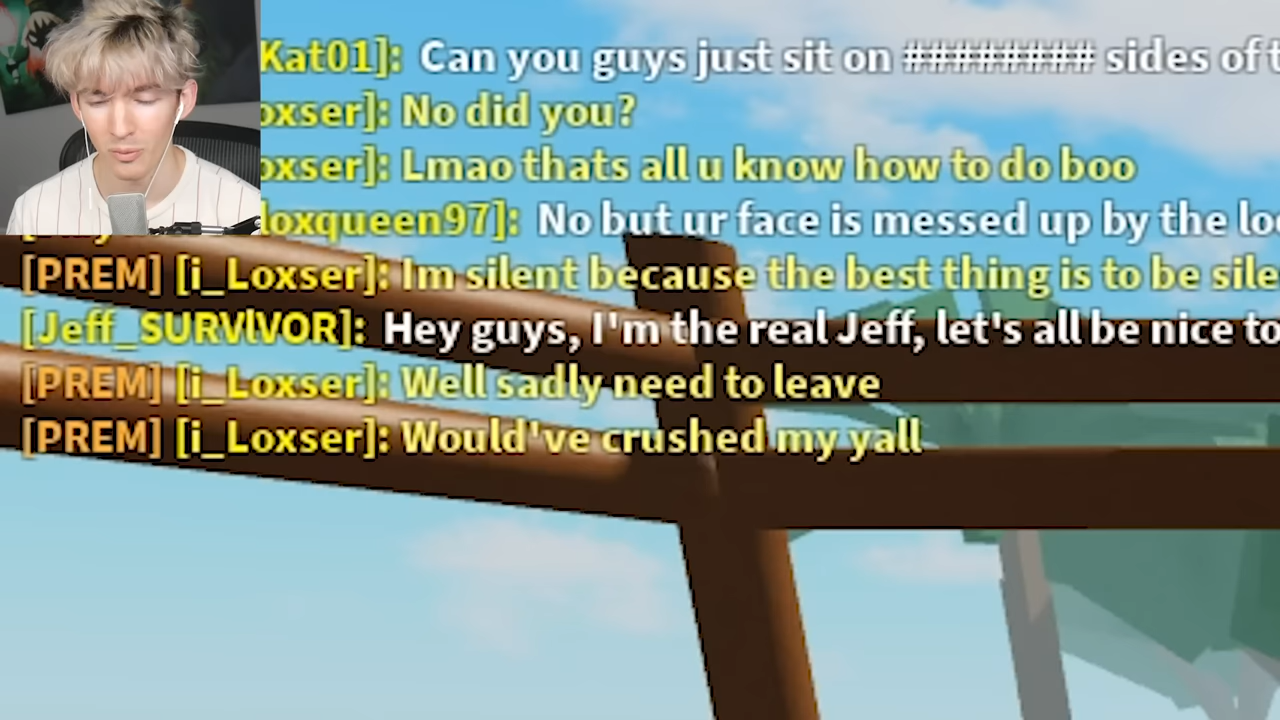 Kat01]: Can you guys just sit on ######## sides of
oxser]: No did you?
oxser]: Lmao thats all u know how to do boo
loxqueen97]: No but ur face is messed up by the
[PREM] [i_Loxser]: Im silent because the best thing is to be
[Jeff_SURVlVOR]: Hey guys, I'm the real Jeff, let's all be nice to
[PREM] [i_Loxser]: Well sadly need to leave
[PREM] [i_Loxser]: Would've crushed my yall